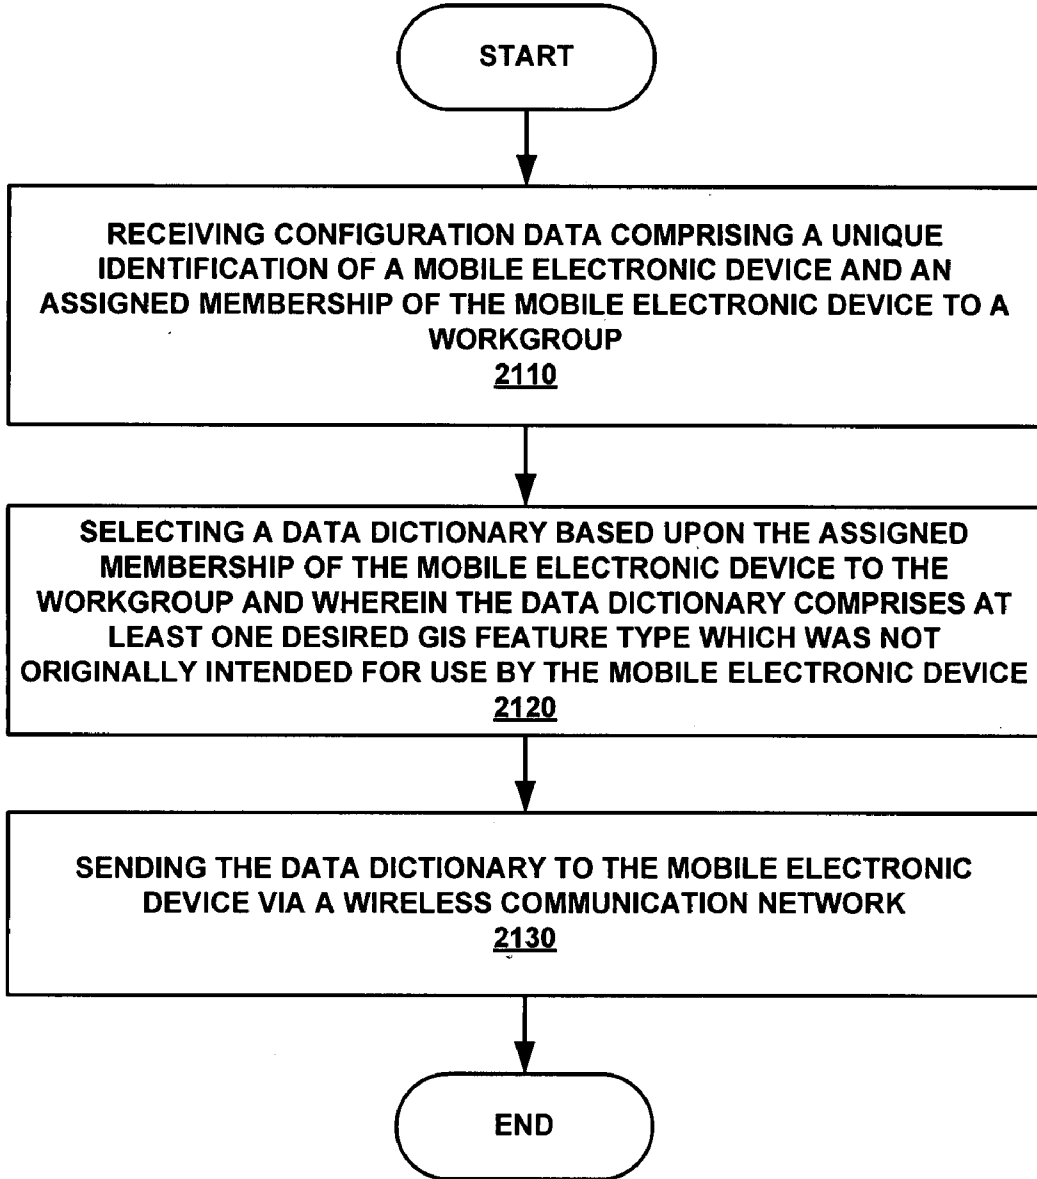 START
RECEIVING CONFIGURATION DATA COMPRISING A UNIQUE
IDENTIFICATION OF A MOBILE ELECTRONIC DEVICE AND AN
ASSIGNED MEMBERSHIP OF THE MOBILE ELECTRONIC DEVICE TO A
WORKGROUP
2110
SELECTING A DATA DICTIONARY BASED UPON THE ASSIGNED
MEMBERSHIP OF THE MOBILE ELECTRONIC DEVICE TO THE
WORKGROUP AND WHEREIN THE DATA DICTIONARY COMPRISES AT
LEAST ONE DESIRED GIS FEATURE TYPE WHICH WAS NOT
ORIGINALLY INTENDED FOR USE BY THE MOBILE ELECTRONIC DEVICE
2120
SENDING THE DATA DICTIONARY TO THE MOBILE ELECTRONIC
DEVICE VIA A WIRELESS COMMUNICATION NETWORK
2130
END